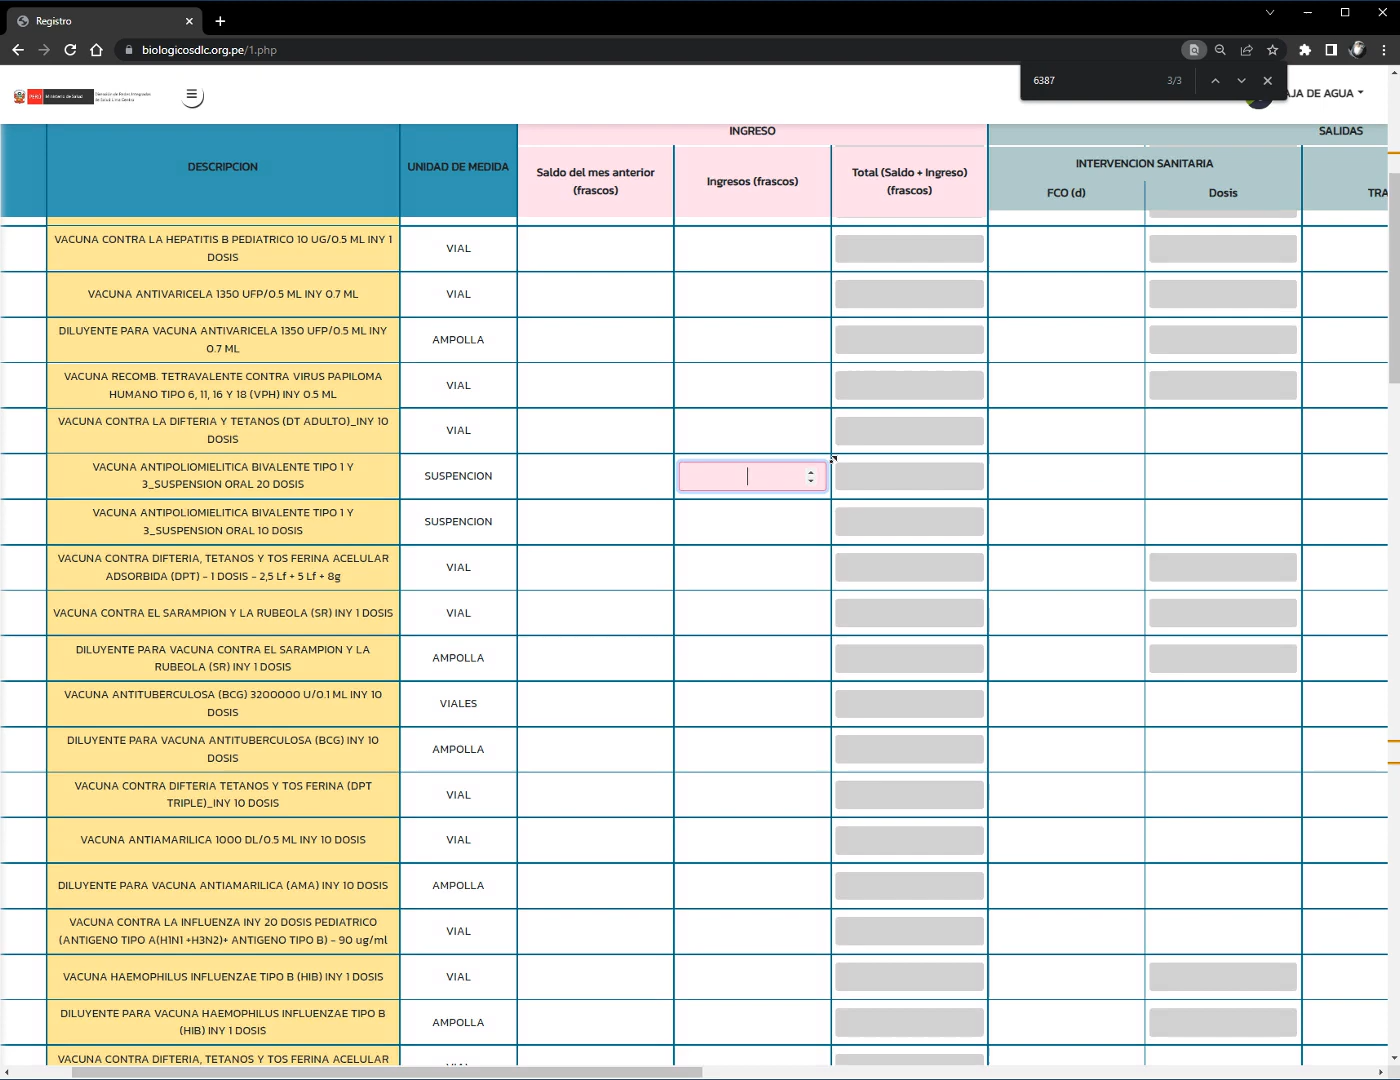 Registro
biologicosdlc.org.pe/1.php
6387
3/3
PERÚ
Ministerio de Salud
AJA DE AGUA
INGRESO
SALIDAS
DESCRIPCION
UNIDAD DE MEDIDA
Saldo del mes anterior
(frascos)
Ingresos (frascos)
Total (Saldo + Ingreso)
(frascos)
INTERVENCION SANITARIA
FCO (d)
Dosis
TRA
VACUNA CONTRA LA HEPATITIS B PEDIATRICO 10 UG/0.5 ML INY 1
DOSIS
VIAL
VACUNA ANTIVARICELA 1350 UFP/0.5 ML INY 0.7 ML
VIAL
DILUYENTE PARA VACUNA ANTIVARICELA 1350 UFP/0.5 ML INY
0.7 ML
AMPOLLA
VACUNA RECOMB. TETRAVALENTE CONTRA VIRUS PAPILOMA
HUMANO TIPO 6, 11, 16 Y 18 (VPH) INY 0.5 ML
VIAL
VACUNA CONTRA LA DIFTERIA Y TETANOS (DT ADULTO)_INY 10
DOSIS
VIAL
VACUNA ANTIPOLIOMIELITICA BIVALENTE TIPO 1 Y
3_SUSPENSION ORAL 20 DOSIS
SUSPENCION
VACUNA ANTIPOLIOMIELITICA BIVALENTE TIPO 1 Y
3_SUSPENSION ORAL 10 DOSIS
SUSPENCION
VACUNA CONTRA DIFTERIA, TETANOS Y TOS FERINA ACELULAR
ADSORBIDA (DPT) - 1 DOSIS - 2,5 Lf + 5 Lf + 8g
VIAL
VACUNA CONTRA EL SARAMPION Y LA RUBEOLA (SR) INY 1 DOSIS
VIAL
DILUYENTE PARA VACUNA CONTRA EL SARAMPION Y LA
RUBEOLA (SR) INY 1 DOSIS
AMPOLLA
VACUNA ANTITUBERCULOSA (BCG) 3200000 U/0.1 ML INY 10
DOSIS
VIALES
DILUYENTE PARA VACUNA ANTITUBERCULOSA (BCG) INY 10
DOSIS
AMPOLLA
VACUNA CONTRA DIFTERIA TETANOS Y TOS FERINA (DPT
TRIPLE)_INY 10 DOSIS
VIAL
VACUNA ANTIAMARILICA 1000 DL/0.5 ML INY 10 DOSIS
VIAL
DILUYENTE PARA VACUNA ANTIAMARILICA (AMA) INY 10 DOSIS
AMPOLLA
VACUNA CONTRA LA INFLUENZA INY 20 DOSIS PEDIATRICO
(ANTIGENO TIPO A(H1N1 +H3N2)+ ANTIGENO TIPO B) - 90 ug/ml
VIAL
VACUNA HAEMOPHILUS INFLUENZAE TIPO B (HIB) INY 1 DOSIS
VIAL
DILUYENTE PARA VACUNA HAEMOPHILUS INFLUENZAE TIPO B
(HIB) INY 1 DOSIS
AMPOLLA
VACUNA CONTRA DIFTERIA, TETANOS Y TOS FERINA ACELULAR